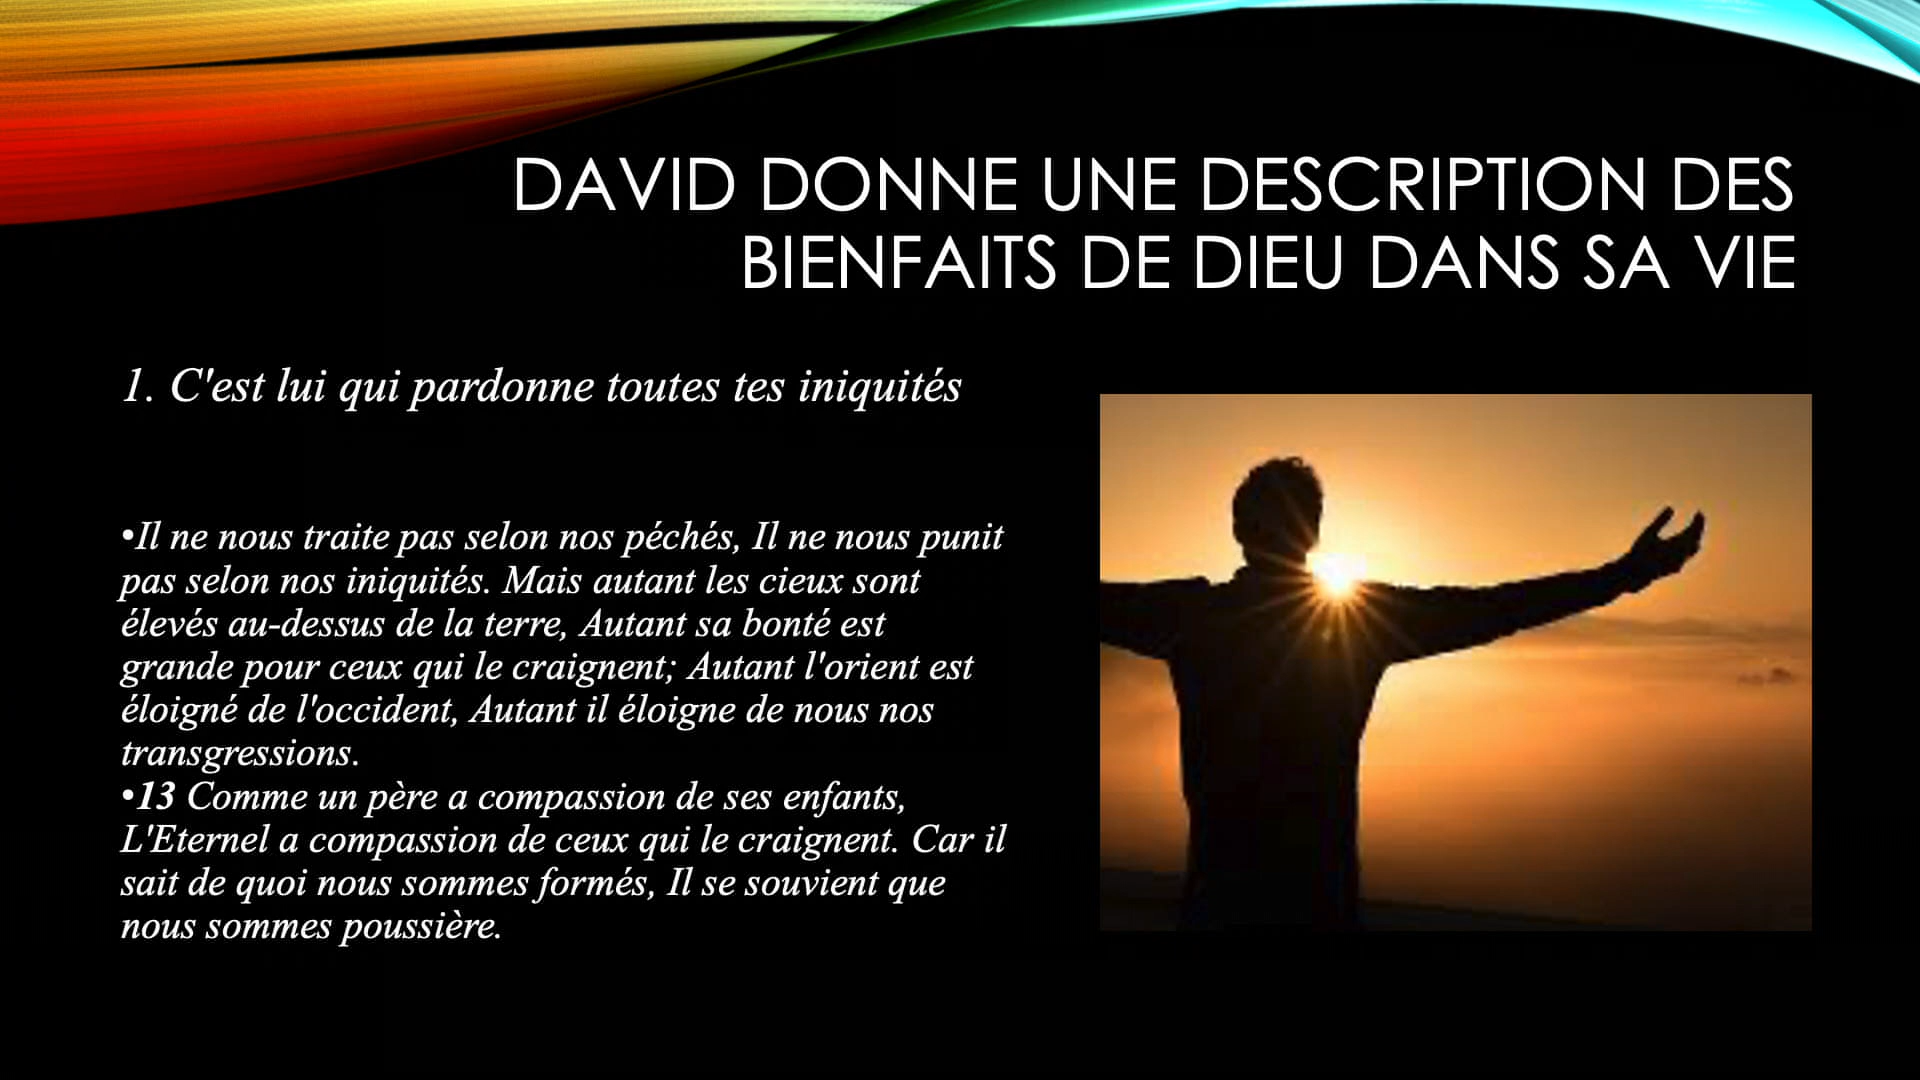 DAVID DONNE UNE DESCRIPTION DES
BIENFAITS DE DIEU DANS SA VIE
1. C'est lui qui pardonne toutes tes iniquités
•Il ne nous traite pas selon nos péchés, Il ne nous punit
pas selon nos iniquités. Mais autant les cieux sont
élevés au-dessus de la terre, Autant sa bonté est
grande pour ceux qui le craignent; Autant l'orient est
éloigné de l'occident, Autant il éloigne de nous nos
transgressions.
•13 Comme un père a compassion de ses enfants,
L'Eternel a compassion de ceux qui le craignent. Car il
sait de quoi nous sommes formés, Il se souvient que
nous sommes poussière.